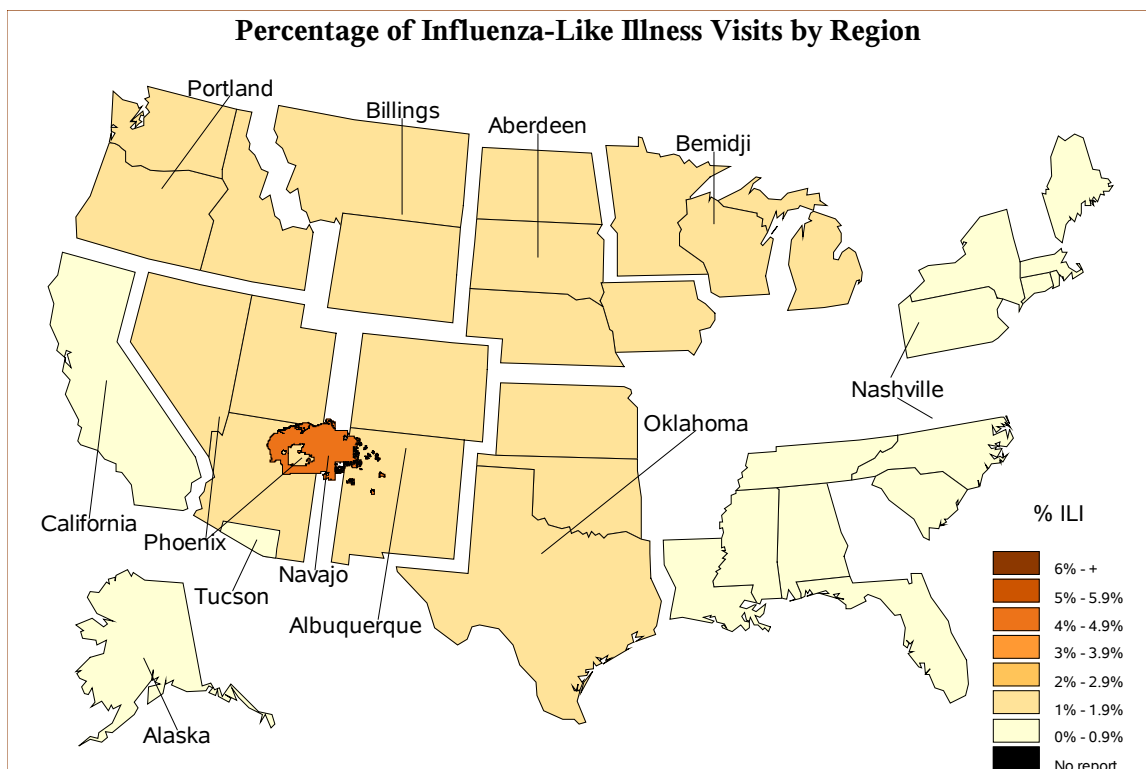 Percentage of Influenza-Like Illness Visits by Region
Portland
Billings
Aberdeen
Bemidji
Nashville
Oklahoma
California
Phoenix
Tucson
Navajo
Albuquerque
Alaska
% ILI
6% - +
5% - 5.9%
4% - 4.9%
3% - 3.9%
2% - 2.9%
1% - 1.9%
0% - 0.9%
No report